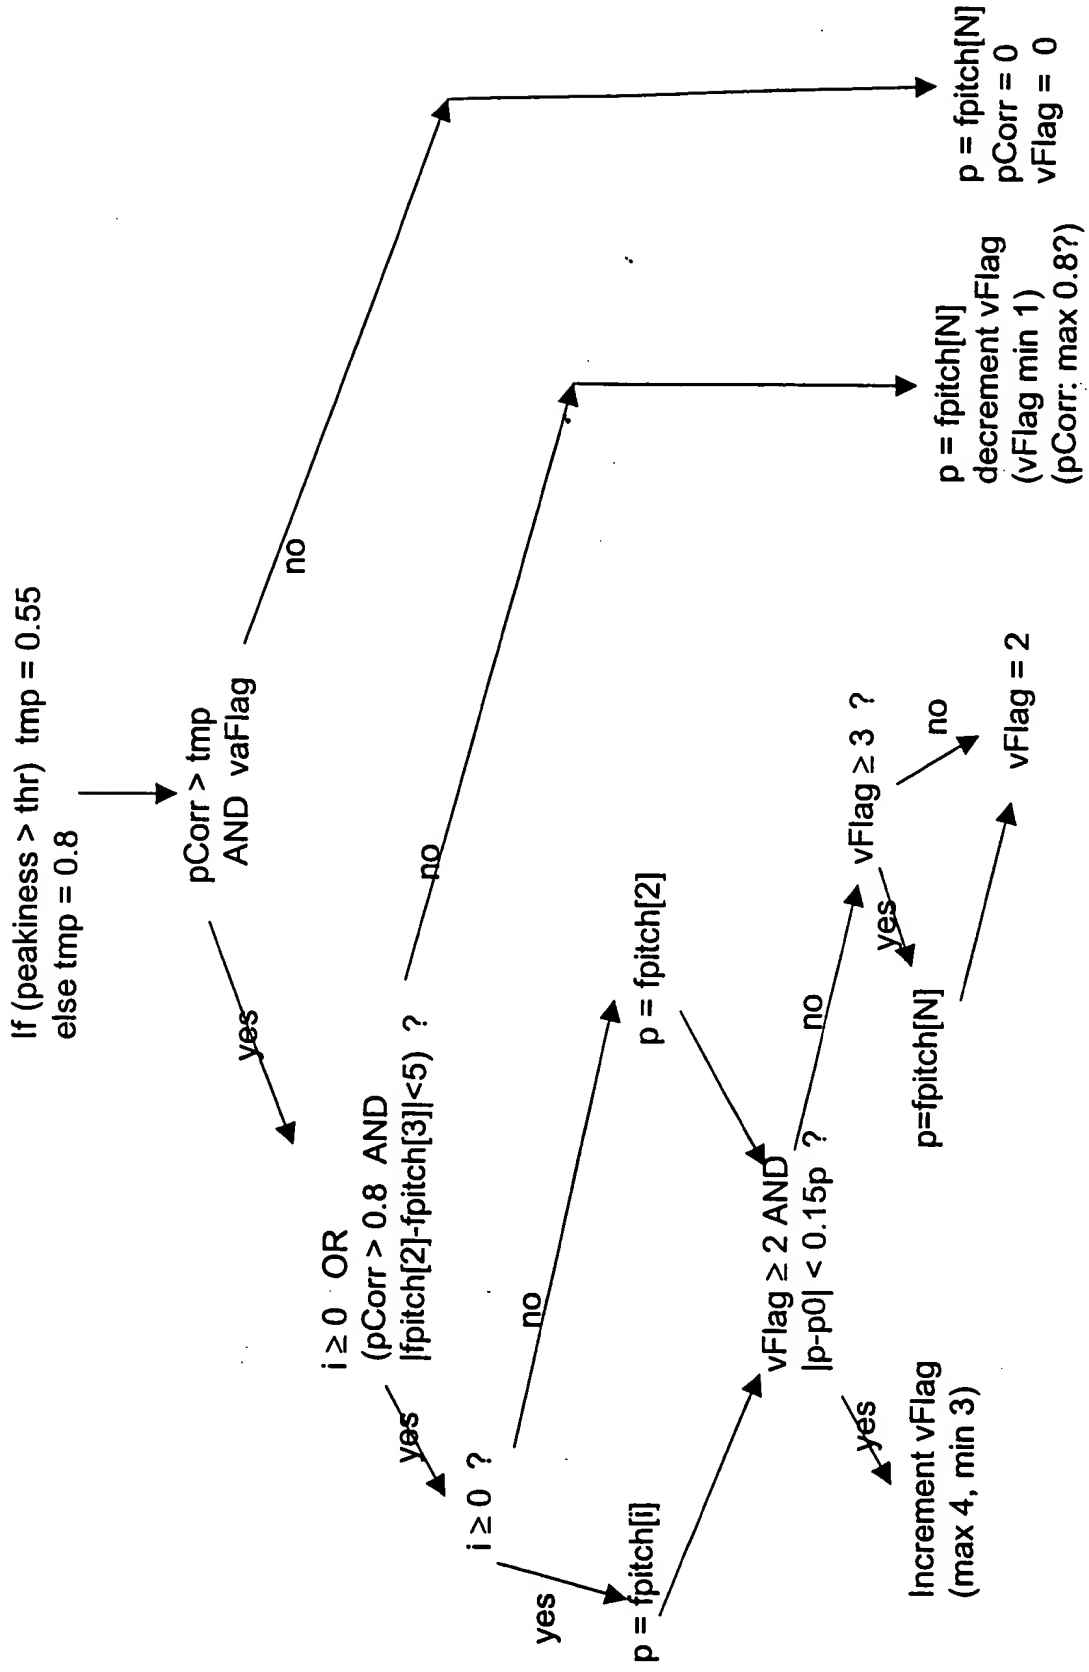 If (peakiness > thr) tmp = 0.55
else tmp = 0.8
pCorr > tmp
AND vaFlag
yes
no
i ≥ 0 OR
(pCorr > 0.8 AND
|fpitch[2]-fpitch[3]|<5) ?
yes
no
i ≥ 0 ?
yes
no
p = fpitch[i]
p = fpitch[2]
vFlag ≥ 2 AND
|p-p0| < 0.15p ?
yes
no
Increment vFlag
(max 4, min 3)
vFlag ≥ 3 ?
yes
no
p=fpitch[N]
vFlag = 2
p = fpitch[N]
decrement vFlag
(vFlag min 1)
(pCorr: max 0.8?)
p = fpitch[N]
pCorr = 0
vFlag = 0